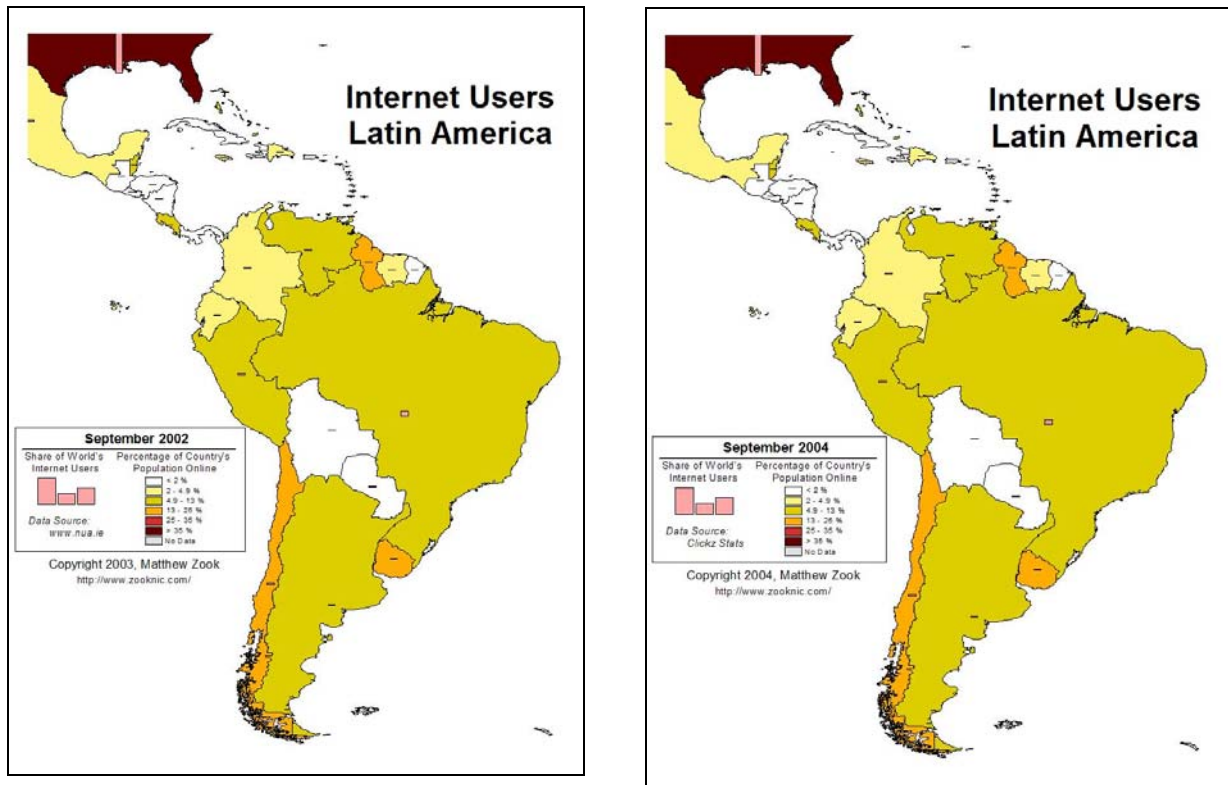 Internet Users
Latin America
September 2002
Share of World's
Internet Users
Percentage of Country's
Population Online
< 2 %
2 - 4.9 %
4.9 - 13 %
13 - 25 %
25 - 35 %
> 35 %
No Data
Data Source:
www.nua.ie
Copyright 2003, Matthew Zook
http://www.zooknic.com/
Internet Users
Latin America
September 2004
Share of World's
Internet Users
Percentage of Country's
Population Online
< 2 %
2 - 4.9 %
4.9 - 13 %
13 - 25 %
25 - 35 %
> 35 %
No Data
Data Source:
Clickz Stats
Copyright 2004, Matthew Zook
http://www.zooknic.com/